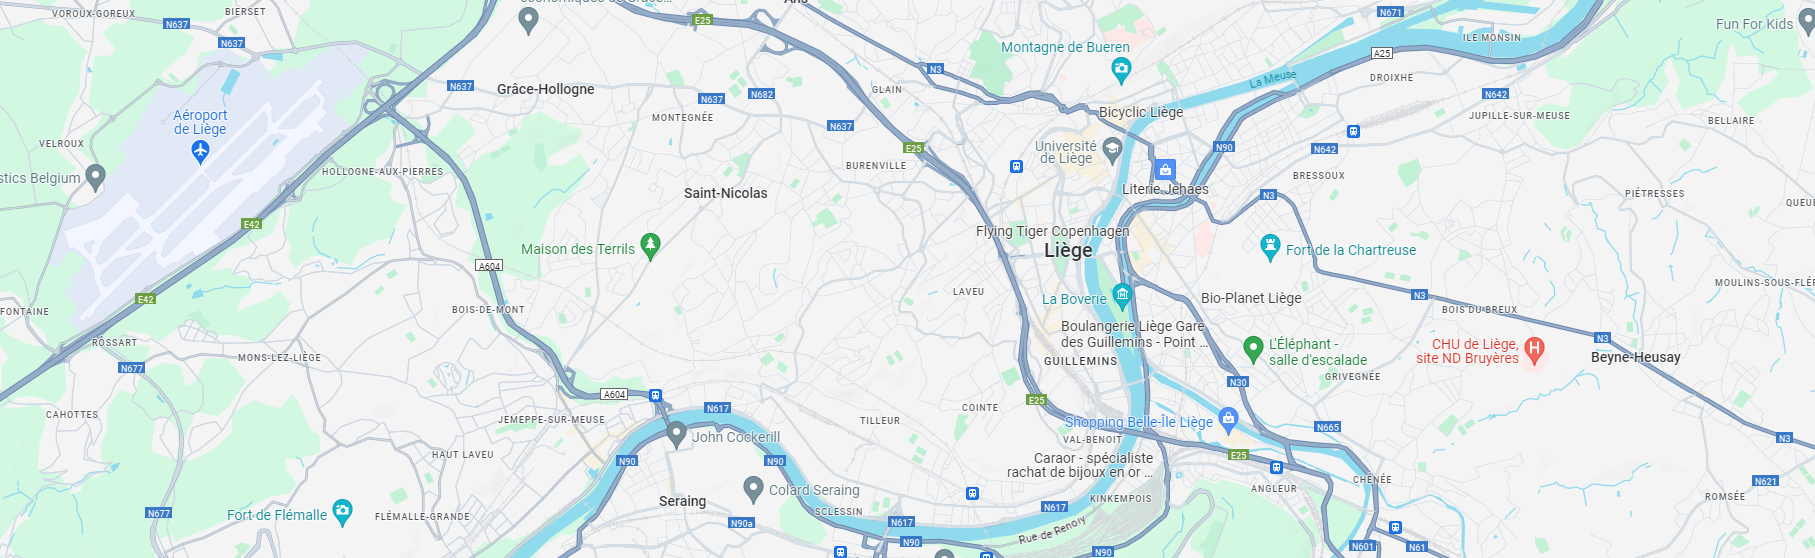 VOROUX-GOREUX
BIERSET
N637
N637
E25
N671
ILE MONSIN
Fun For Kids
A25
Montagne de Bueren
La Meuse
DROIXHE
N3
N637
Grâce-Hollogne
GLAIN
N637
N682
N642
Aéroport
de Liège
MONTEGNÉE
N637
Bicyclic Liège
JUPILLE-SUR-MEUSE
BELLAIRE
VELROUX
E25
Université
de Liège
N90
N642
HOLLOGNE-AUX-PIERRES
BURENVILLE
stics Belgium
BRESSOUX
Saint-Nicolas
Literie Jehaes
N3
PIÉTRESSES
QUEUE
E42
Flying Tiger Copenhagen
Maison des Terrils
Liège
Fort de la Chartreuse
A604
MOULINS-SOUS-FLÉR
E42
LAVEU
La Boverie
Bio-Planet Liège
N3
FONTAINE
BOIS-DE-MONT
BOIS DU BREUX
Boulangerie Liège Gare
des Guillemins - Point ...
ROSSART
N3
MONS-LEZ-LIÈGE
GUILLEMINS
L'Éléphant -
salle d'escalade
CHU de Liège,
site ND Bruyères
Beyne-Heusay
N677
GRIVEGNÉE
N30
A604
E25
N617
COINTE
CAHOTTES
JEMEPPE-SUR-MEUSE
TILLEUR
Shopping Belle-Île Liège
N665
John Cockerill
VAL-BENOIT
N3
HAUT LAVEU
N90
N90
E25
Caraor - spécialiste
rachat de bijoux en or ...
CHÊNÉE
N621
Colard Seraing
KINKEMPOIS
ANGLEUR
ROMSÉE
Seraing
N677
Fort de Flémalle
FLÉMALLE-GRANDE
SCLESSIN
N617
N90a
N617
Rue de Renory
N90
N90
N601
N61